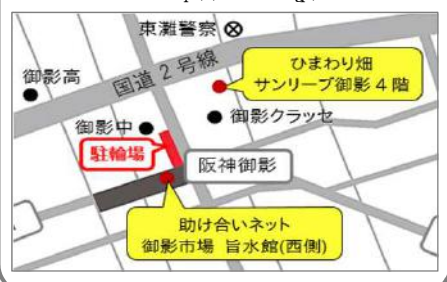 東灘警察
ひまわり畑
サンリーブ御影4階
国道2号線
御影高
御影クラッセ
御影中
駐輪場
阪神御影
助け合いネット
御影市場 旨水館(西側)